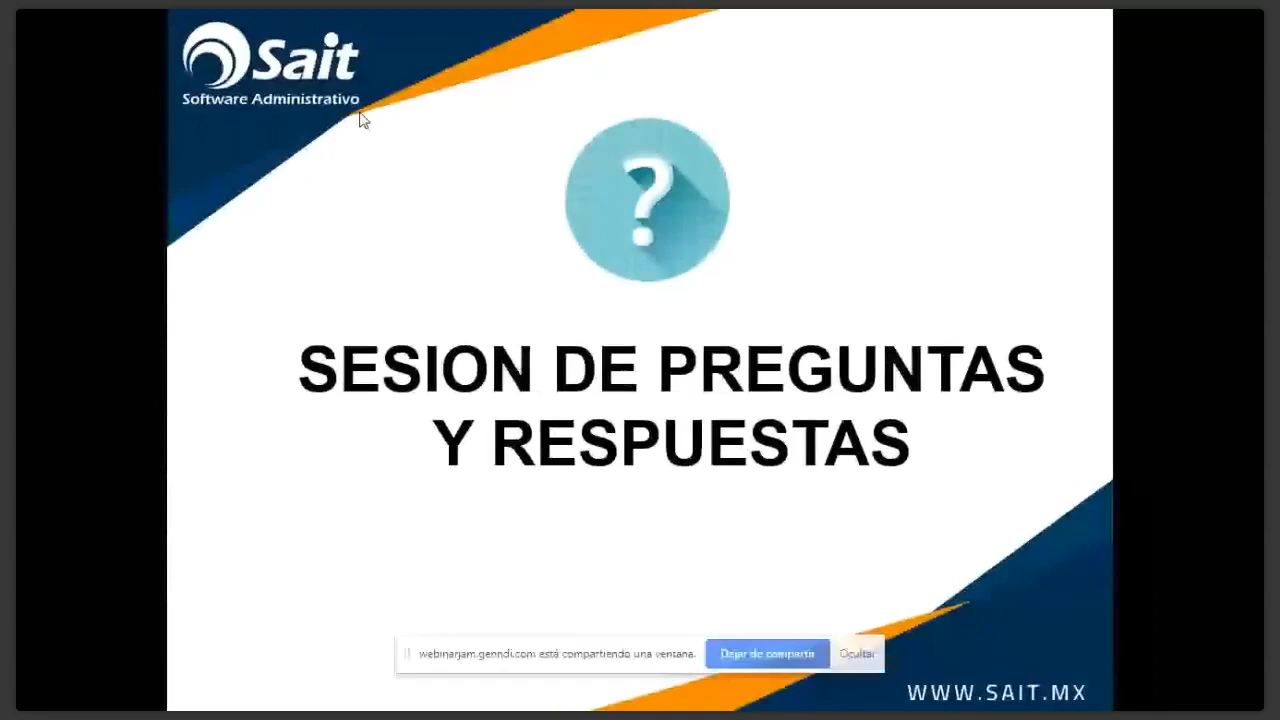 Sait
Software Administrativo
?
SESION DE PREGUNTAS
Y RESPUESTAS
webinarjam.genndi.com está compartiendo una ventana.
Dejar de compartir
Ocultar
WWW.SAIT.MX